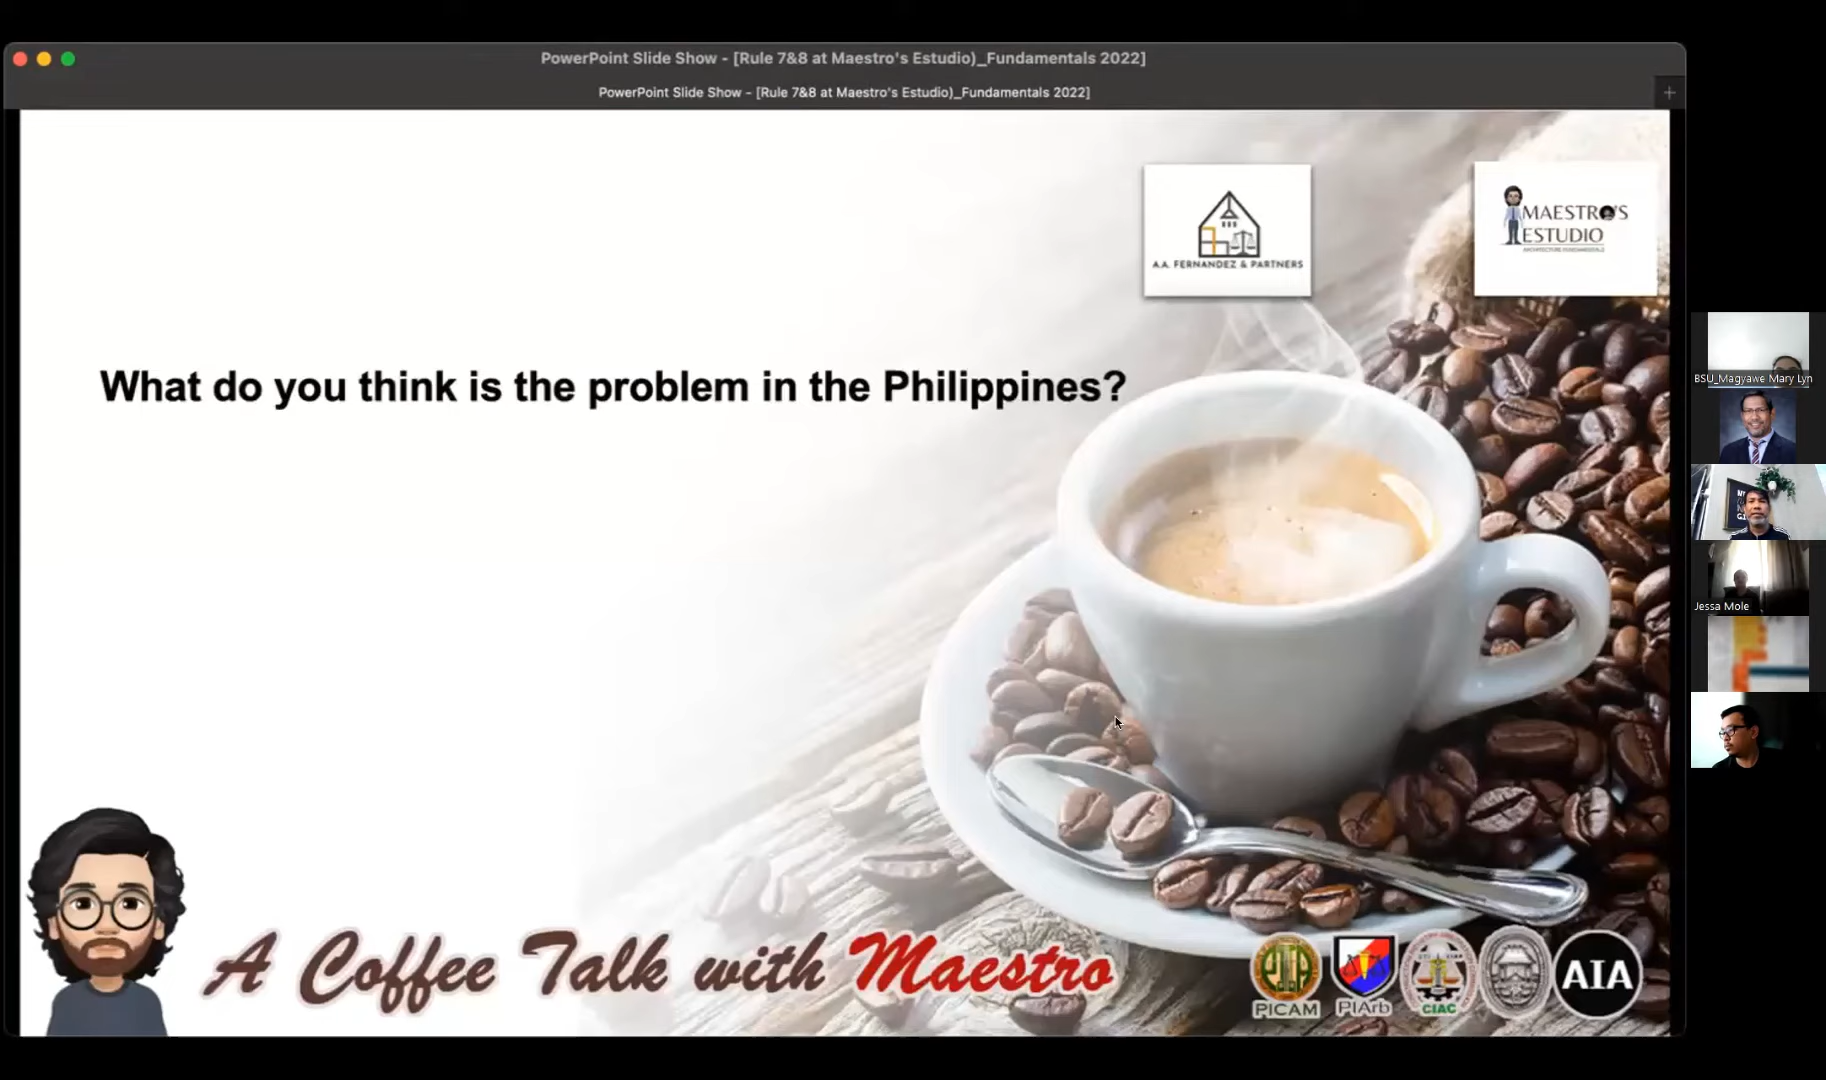 PowerPoint Slide Show - [Rule 7&8 at Maestro's Estudio)_Fundamentals 2022]
PowerPoint Slide Show - [Rule 7&8 at Maestro's Estudio)_Fundamentals 2022]
A.A. FERNANDEZ & PARTNERS
MAESTRO'S
ESTUDIO
ARCHITECTURE FUNDAMENTALS
What do you think is the problem in the Philippines?
BSU_Magyawe Mary Lyn
Jessa Mole
A Coffee Talk with Maestro
PICAM
PIArb
CIAC
AIA